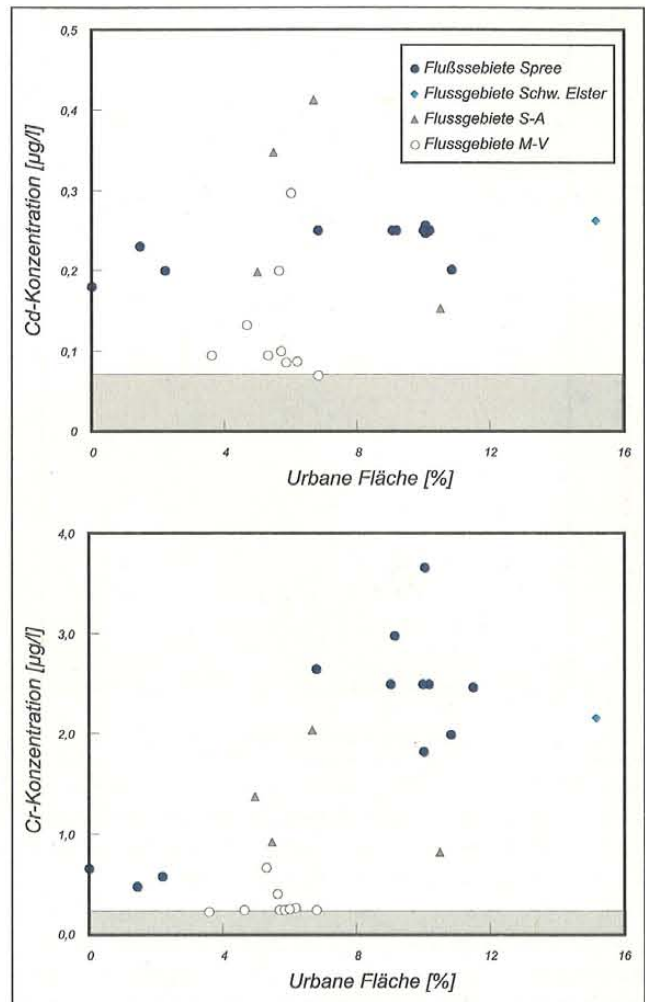 0,5
0,4
0,3
0,2
0,1
0
Cd-Konzentration [µg/l]
Flußssebiete Spree
Flussgebiete Schw. Elster
Flussgebiete S-A
Flussgebiete M-V
0 4 8 12 16
Urbane Fläche [%]
4,0
3,0
2,0
1,0
0,0
Cr-Konzentration [µg/l]
0 4 8 12 16
Urbane Fläche [%]